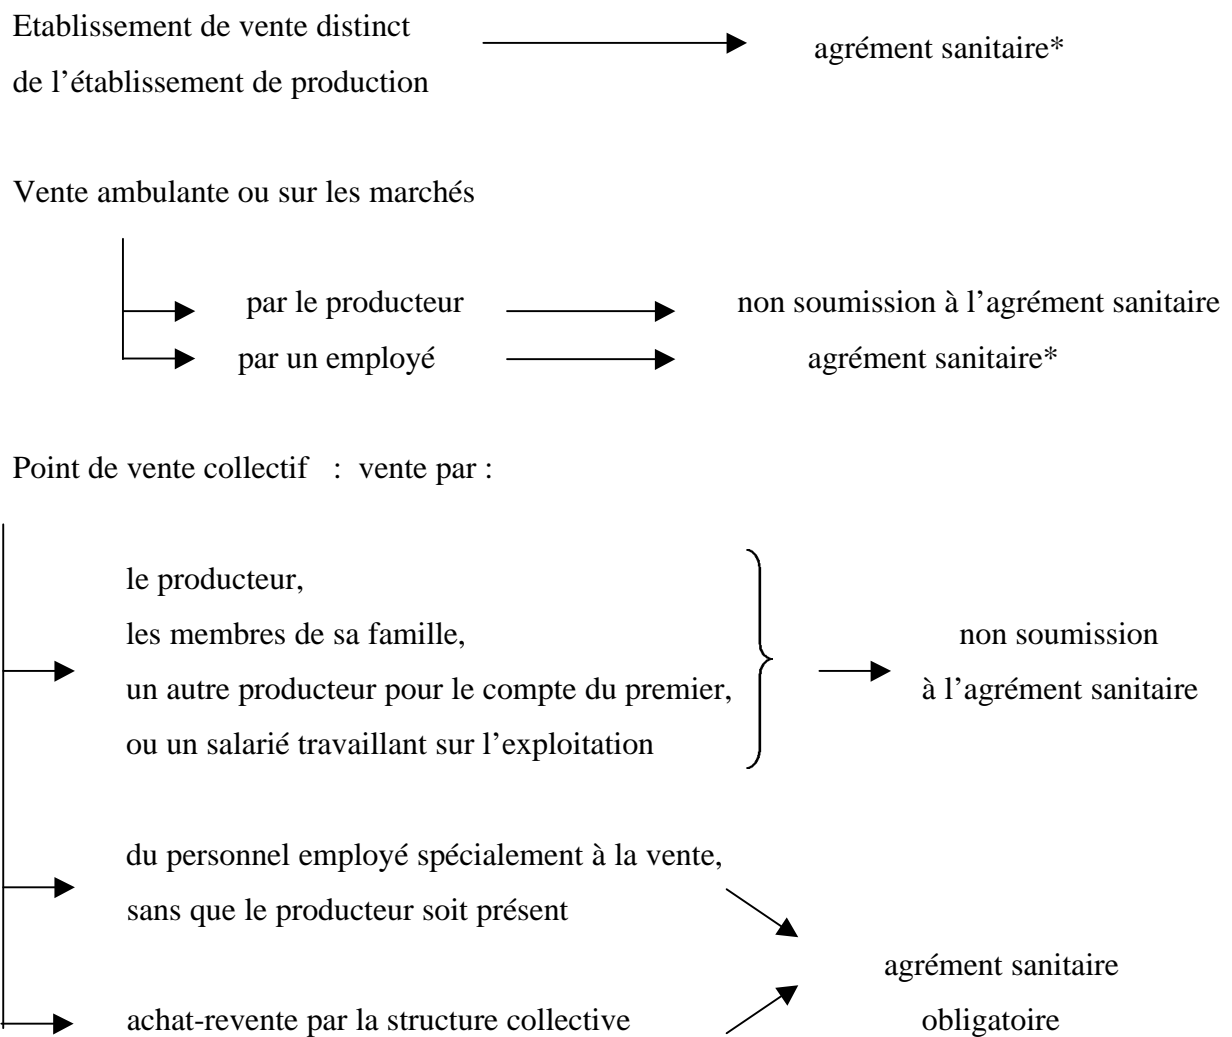 Etablissement de vente distinct
de l’établissement de production
agrément sanitaire*
Vente ambulante ou sur les marchés
par le producteur
non soumission à l’agrément sanitaire
par un employé
agrément sanitaire*
Point de vente collectif : vente par :
le producteur,
les membres de sa famille,
un autre producteur pour le compte du premier,
ou un salarié travaillant sur l’exploitation
non soumission
à l’agrément sanitaire
du personnel employé spécialement à la vente,
sans que le producteur soit présent
achat-revente par la structure collective
agrément sanitaire
obligatoire